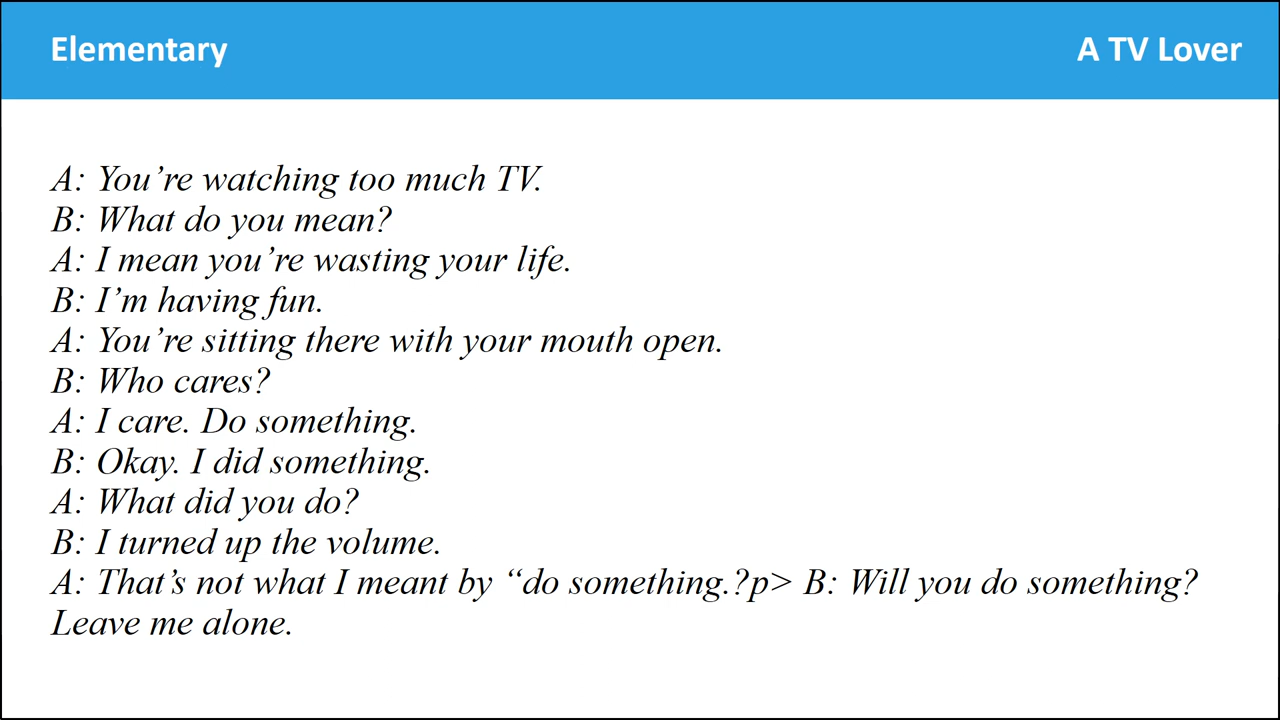 Elementary
A TV Lover
A: You’re watching too much TV.
B: What do you mean?
A: I mean you’re wasting your life.
B: I’m having fun.
A: You’re sitting there with your mouth open.
B: Who cares?
A: I care. Do something.
B: Okay. I did something.
A: What did you do?
B: I turned up the volume.
A: That’s not what I meant by “do something.?p> B: Will you do something?
Leave me alone.